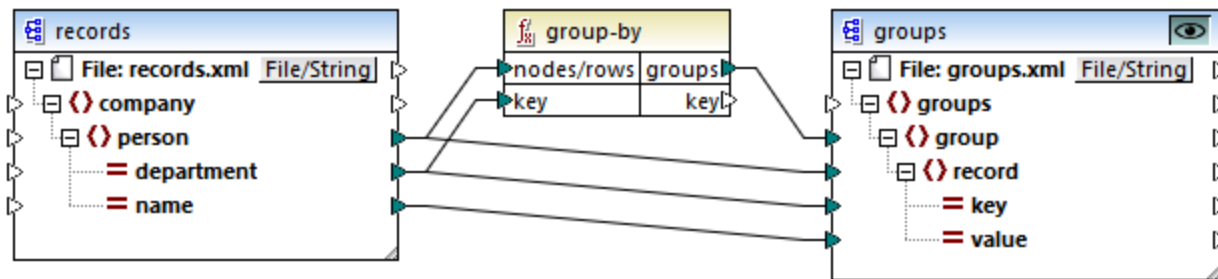 records
File: records.xml File/String
company
person
department
name
group-by
nodes/rows groups
key key
groups
File: groups.xml File/String
groups
group
record
key
value